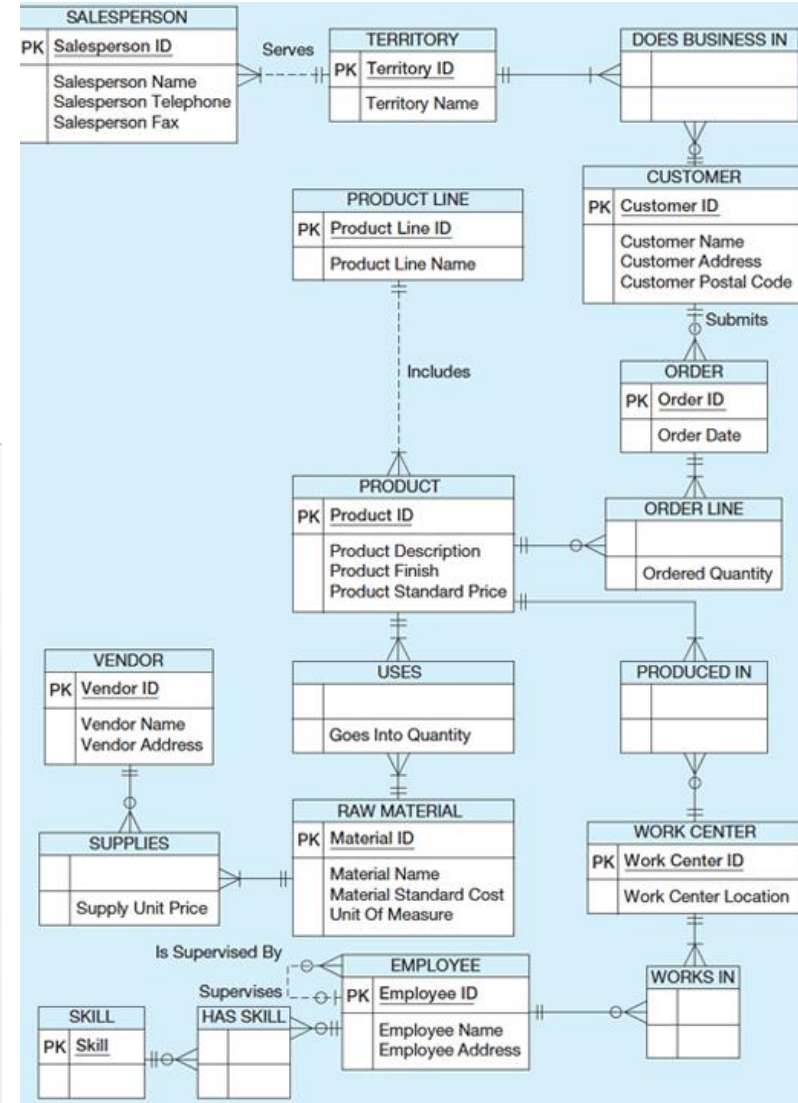 SALESPERSON
PK Salesperson ID
Salesperson Name
Salesperson Telephone
Salesperson Fax
Serves
TERRITORY
PK Territory ID
Territory Name
DOES BUSINESS IN
CUSTOMER
PK Customer ID
Customer Name
Customer Address
Customer Postal Code
PRODUCT LINE
PK Product Line ID
Product Line Name
Submits
Includes
ORDER
PK Order ID
Order Date
PRODUCT
PK Product ID
Product Description
Product Finish
Product Standard Price
ORDER LINE
Ordered Quantity
VENDOR
PK Vendor ID
Vendor Name
Vendor Address
USES
Goes Into Quantity
PRODUCED IN
SUPPLIES
Supply Unit Price
RAW MATERIAL
PK Material ID
Material Name
Material Standard Cost
Unit Of Measure
WORK CENTER
PK Work Center ID
Work Center Location
Is Supervised By
Supervises
EMPLOYEE
PK Employee ID
Employee Name
Employee Address
WORKS IN
SKILL
PK Skill
HAS SKILL